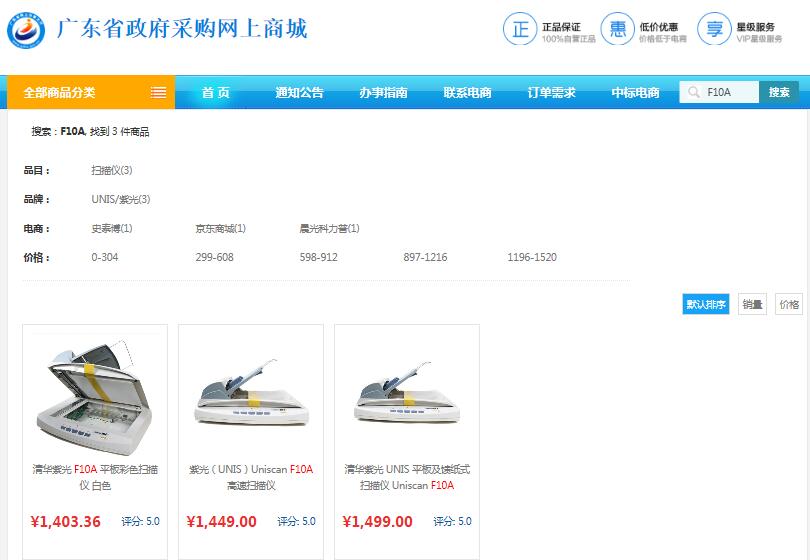 广东省政府采购网上商城
正 正品保证
100%自营正品
惠 低价优惠
价格低于电商
享 星级服务
VIP星级服务
全部商品分类 首页 通知公告 办事指南 联系电商 订单需求 中标电商 F10A 搜索
搜索：F10A, 找到 3 件商品
品目： 扫描仪(3)
品牌： UNIS/紫光(3)
电商： 史泰博(1) 京东商城(1) 晨光科力普(1)
价格： 0-304 299-608 598-912 897-1216 1196-1520
默认排序 销量 价格
清华紫光 F10A 平板彩色扫描
仪 白色
¥1,403.36 评分: 5.0
紫光（UNIS）Uniscan F10A
高速扫描仪
¥1,449.00 评分: 5.0
清华紫光 UNIS 平板及馈纸式
扫描仪 Uniscan F10A
¥1,499.00 评分: 5.0